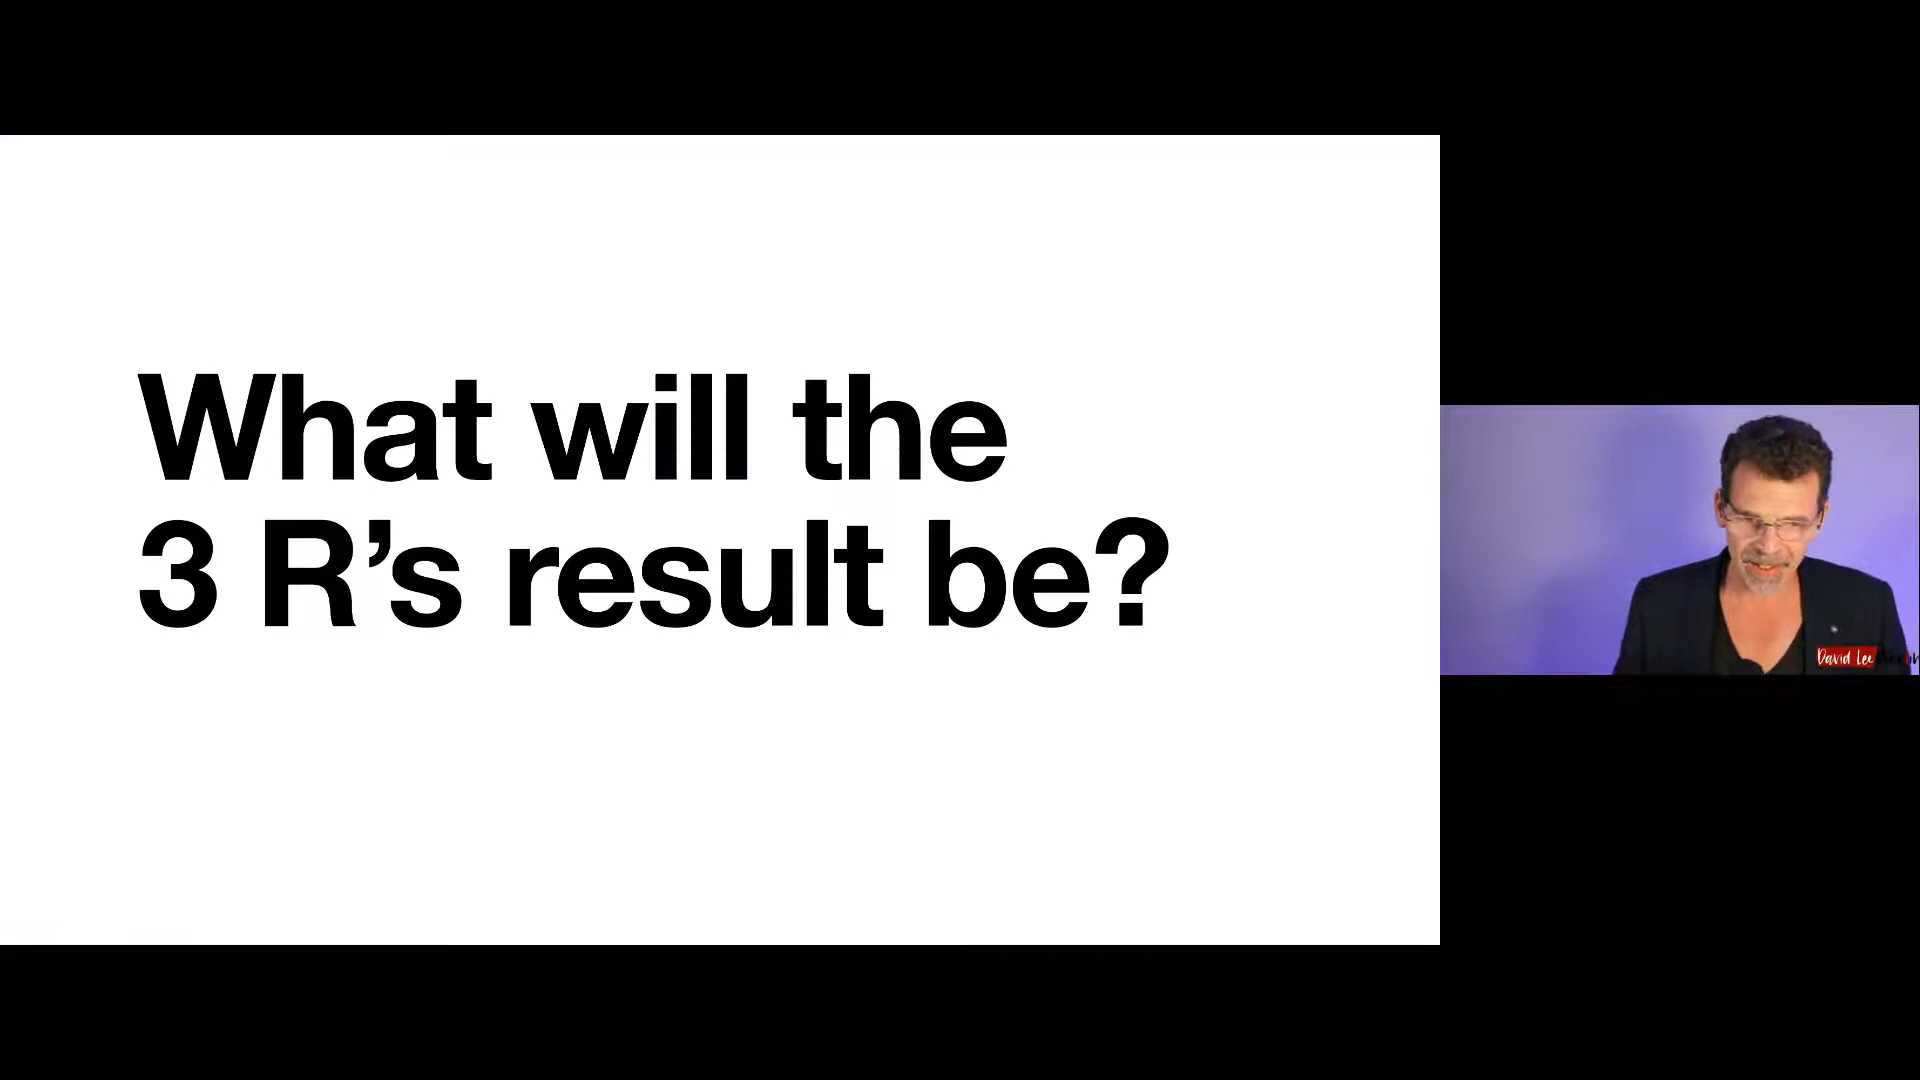 What will the
3 R’s result be?
David Lee